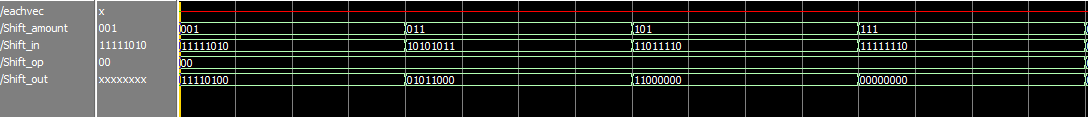 /eachvec x
/Shift_amount 001 001 011 101 111
/Shift_in 11111010 11111010 10101011 11011110 11111110
/Shift_op 00 00
/Shift_out xxxxxxxx 11110100 01011000 11000000 00000000